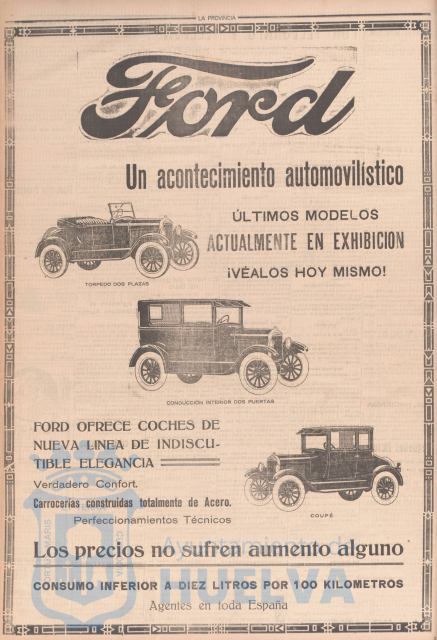 LA PROVINCIA
Ford
Un acontecimiento automovilístico
ÚLTIMOS MODELOS
ACTUALMENTE EN EXHIBICION
¡VÉALOS HOY MISMO!
TORPEDO DOS PLAZAS
CONDUCCIÓN INTERIOR DOS PUERTAS
FORD OFRECE COCHES DE
NUEVA LINEA DE INDISCU-
TIBLE ELEGANCIA
Verdadero Confort.
Carrocerías construidas totalmente de Acero.
Perfeccionamientos Técnicos
COUPÉ
Los precios no sufren aumento alguno
CONSUMO INFERIOR A DIEZ LITROS POR 100 KILOMETROS
Agentes en toda España
Ayuntamiento de
HUELVA